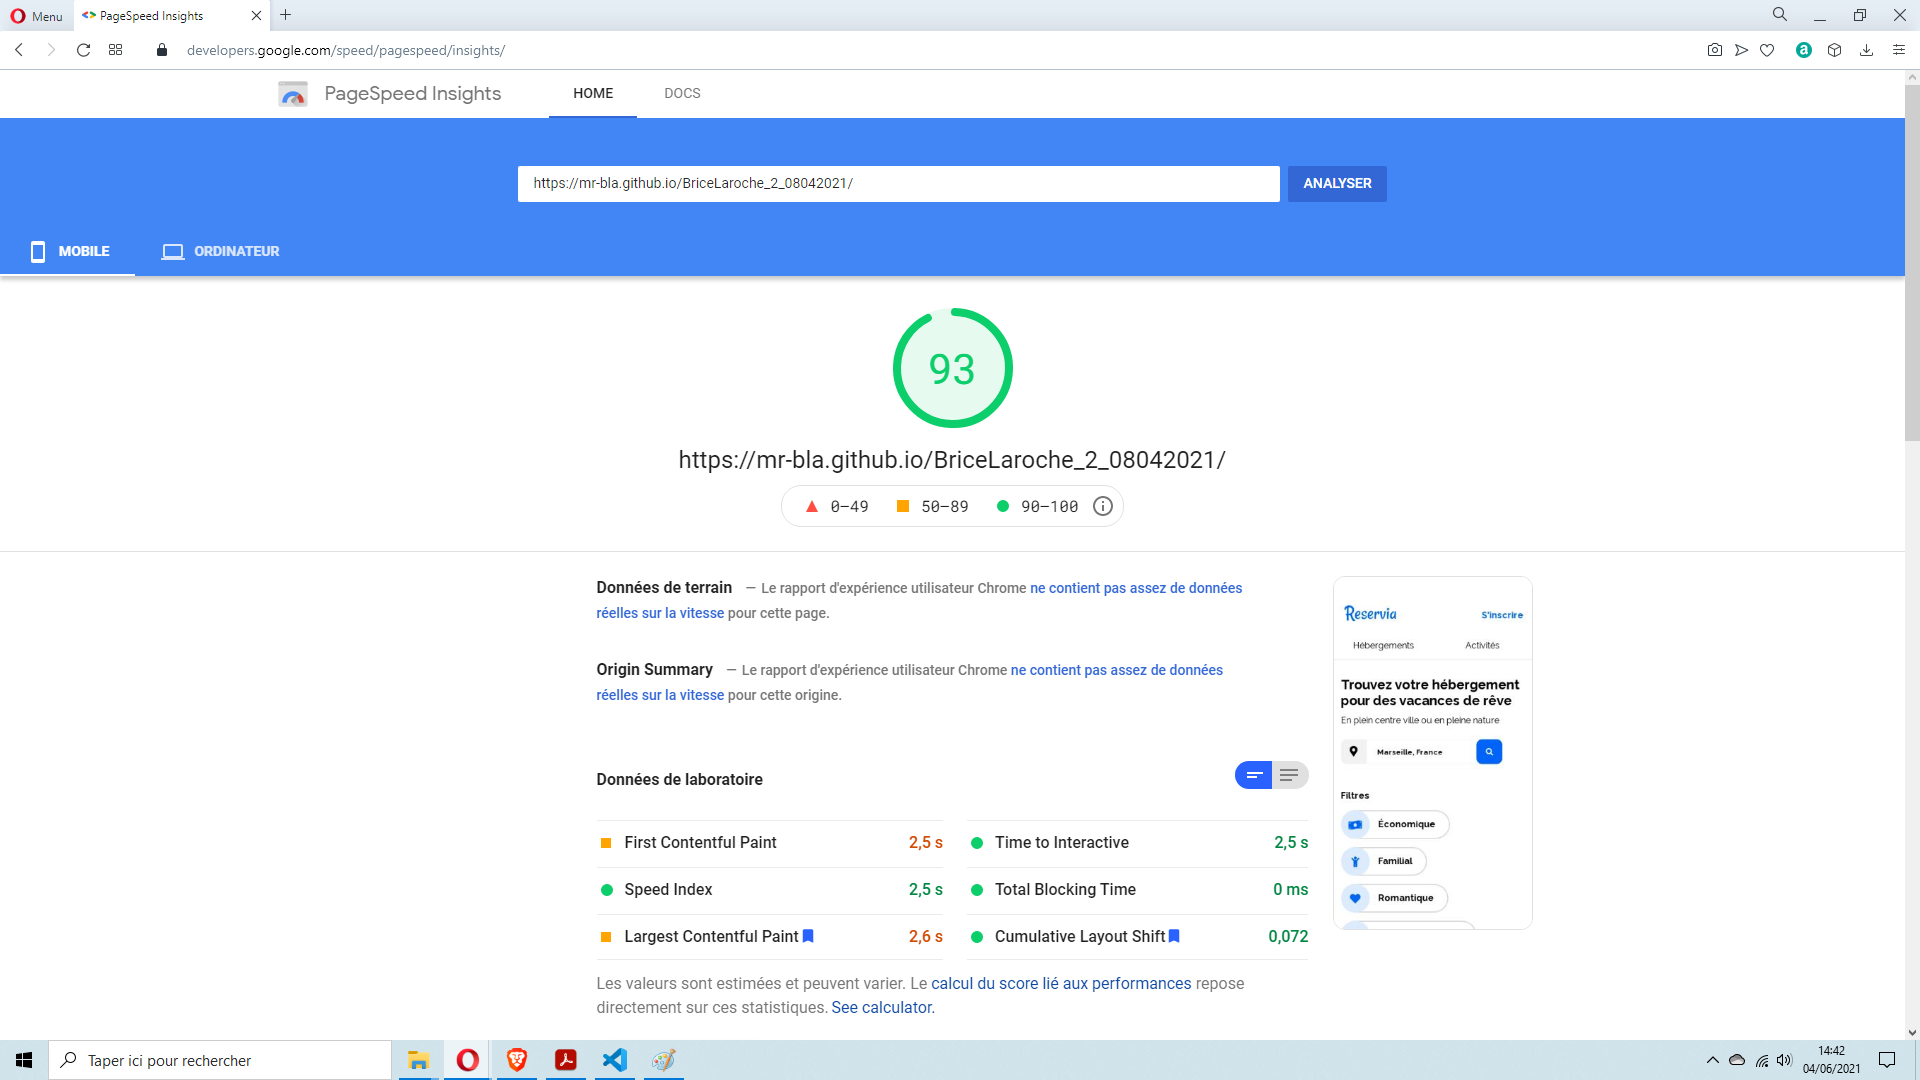 Menu
PageSpeed Insights
developers.google.com/speed/pagespeed/insights/
PageSpeed Insights
HOME
DOCS
https://mr-bla.github.io/BriceLaroche_2_08042021/
ANALYSER
MOBILE
ORDINATEUR
93
https://mr-bla.github.io/BriceLaroche_2_08042021/
0–49
50–89
90–100
Données de terrain — Le rapport d'expérience utilisateur Chrome ne contient pas assez de données
réelles sur la vitesse pour cette page.
Origin Summary — Le rapport d'expérience utilisateur Chrome ne contient pas assez de données
réelles sur la vitesse pour cette origine.
Reservia
S'inscrire
Hébergements
Activités
Trouvez votre hébergement
pour des vacances de rêve
En plein centre ville ou en pleine nature
Marseille, France
Filtres
Économique
Familial
Romantique
Données de laboratoire
First Contentful Paint 2,5 s
Time to Interactive 2,5 s
Speed Index 2,5 s
Total Blocking Time 0 ms
Largest Contentful Paint 2,6 s
Cumulative Layout Shift 0,072
Les valeurs sont estimées et peuvent varier. Le calcul du score lié aux performances repose
directement sur ces statistiques. See calculator.
Taper ici pour rechercher
14:42
04/06/2021